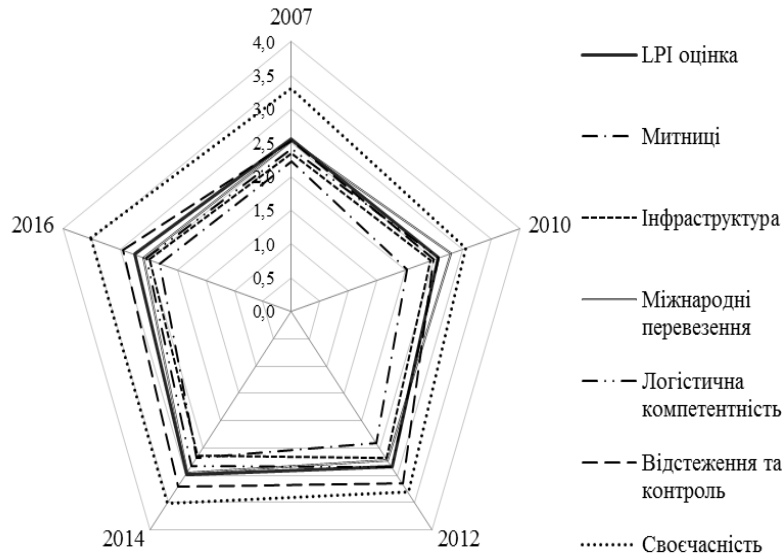 2007
4,0
3,5
3,0
2,5
2,0
1,5
1,0
0,5
0,0
2010
2012
2014
2016
LPI оцінка
Митниці
Інфраструктура
Міжнародні
перевезення
Логістична
компетентність
Відстеження та
контроль
Своєчасність